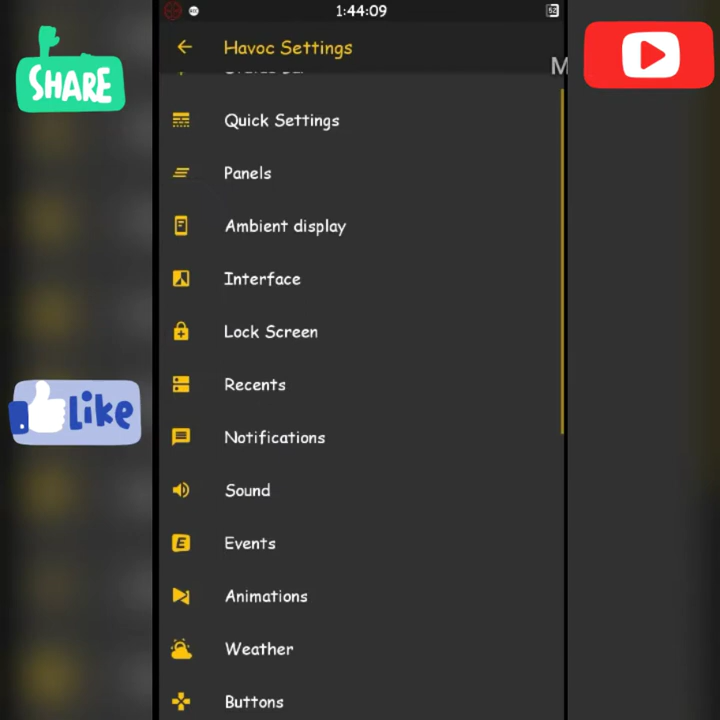 1:44:09
52
SHARE
Havoc Settings
M
Quick Settings
Panels
Ambient display
Interface
Lock Screen
Recents
Like
Notifications
Sound
E Events
Animations
Weather
Buttons